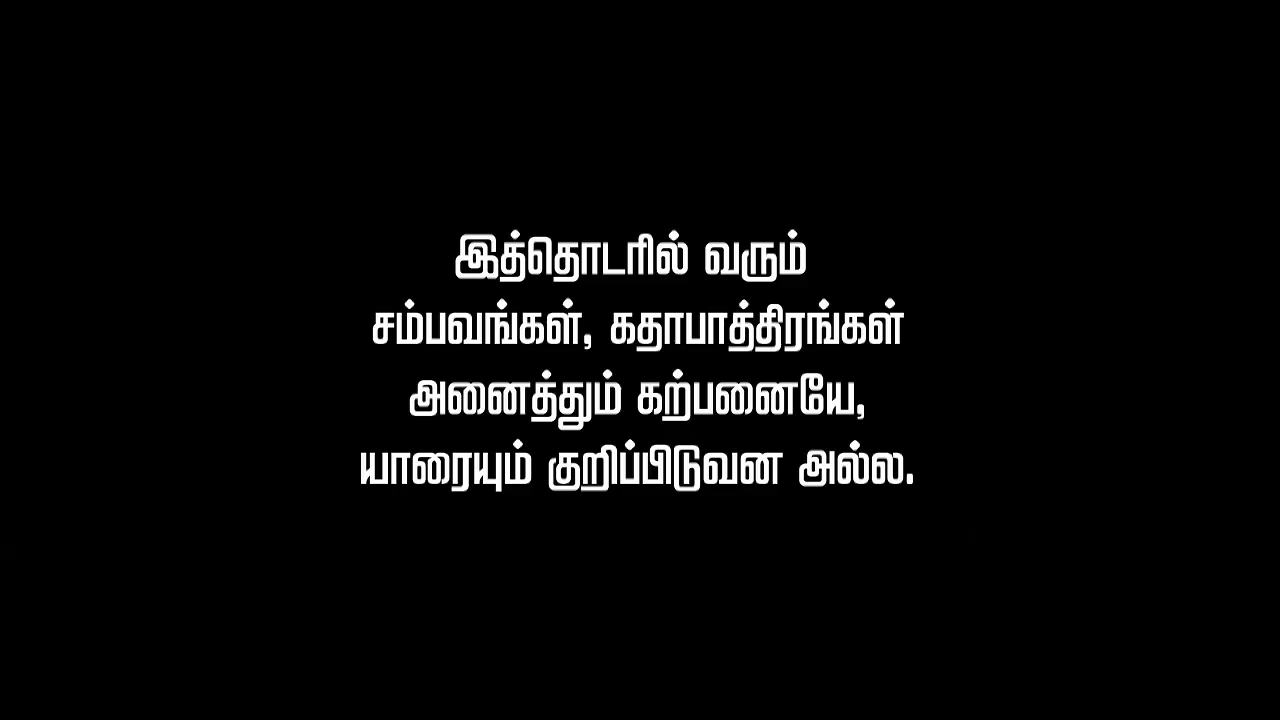 இத்தொடரில் வரும்
சம்பவங்கள், கதாபாத்திரங்கள்
அனைத்தும் கற்பனையே,
யாரையும் குறிப்பிடுவன அல்ல.